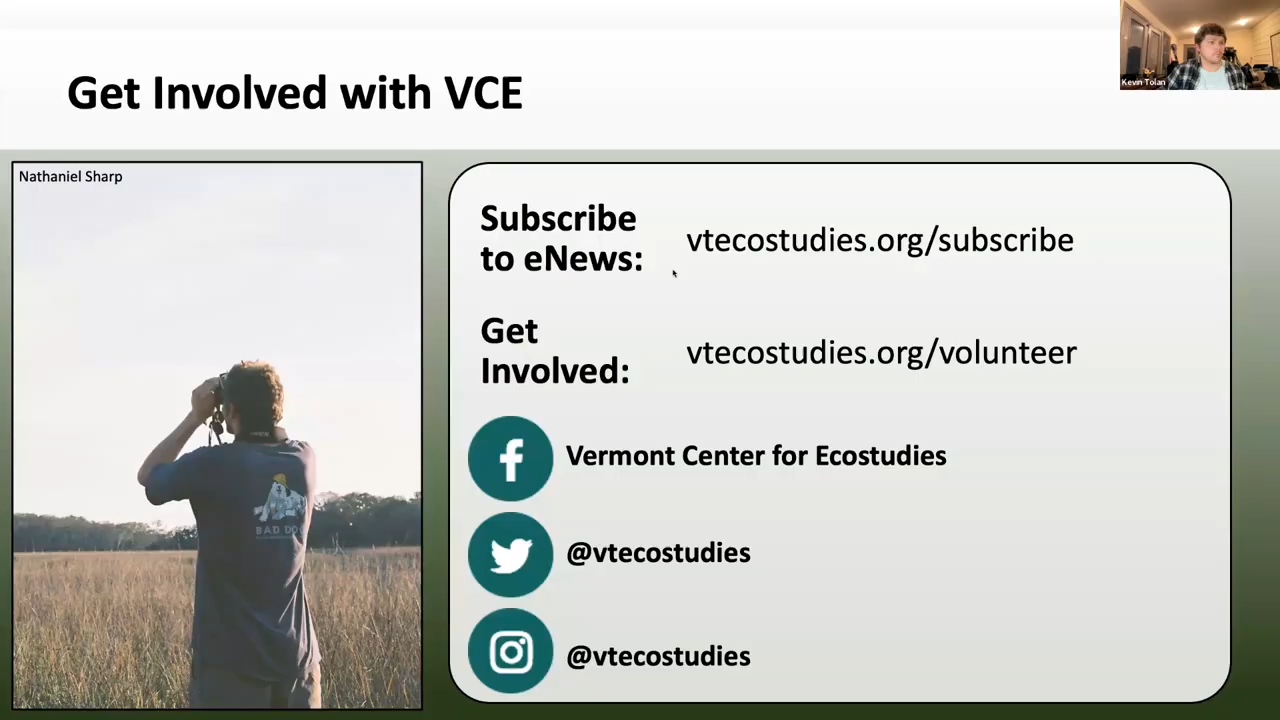 Get Involved with VCE
Kevin Tolan
Nathaniel Sharp
Subscribe
to eNews:
vtecostudies.org/subscribe
Get
Involved:
vtecostudies.org/volunteer
Vermont Center for Ecostudies
@vtecostudies
@vtecostudies
BAD DOG